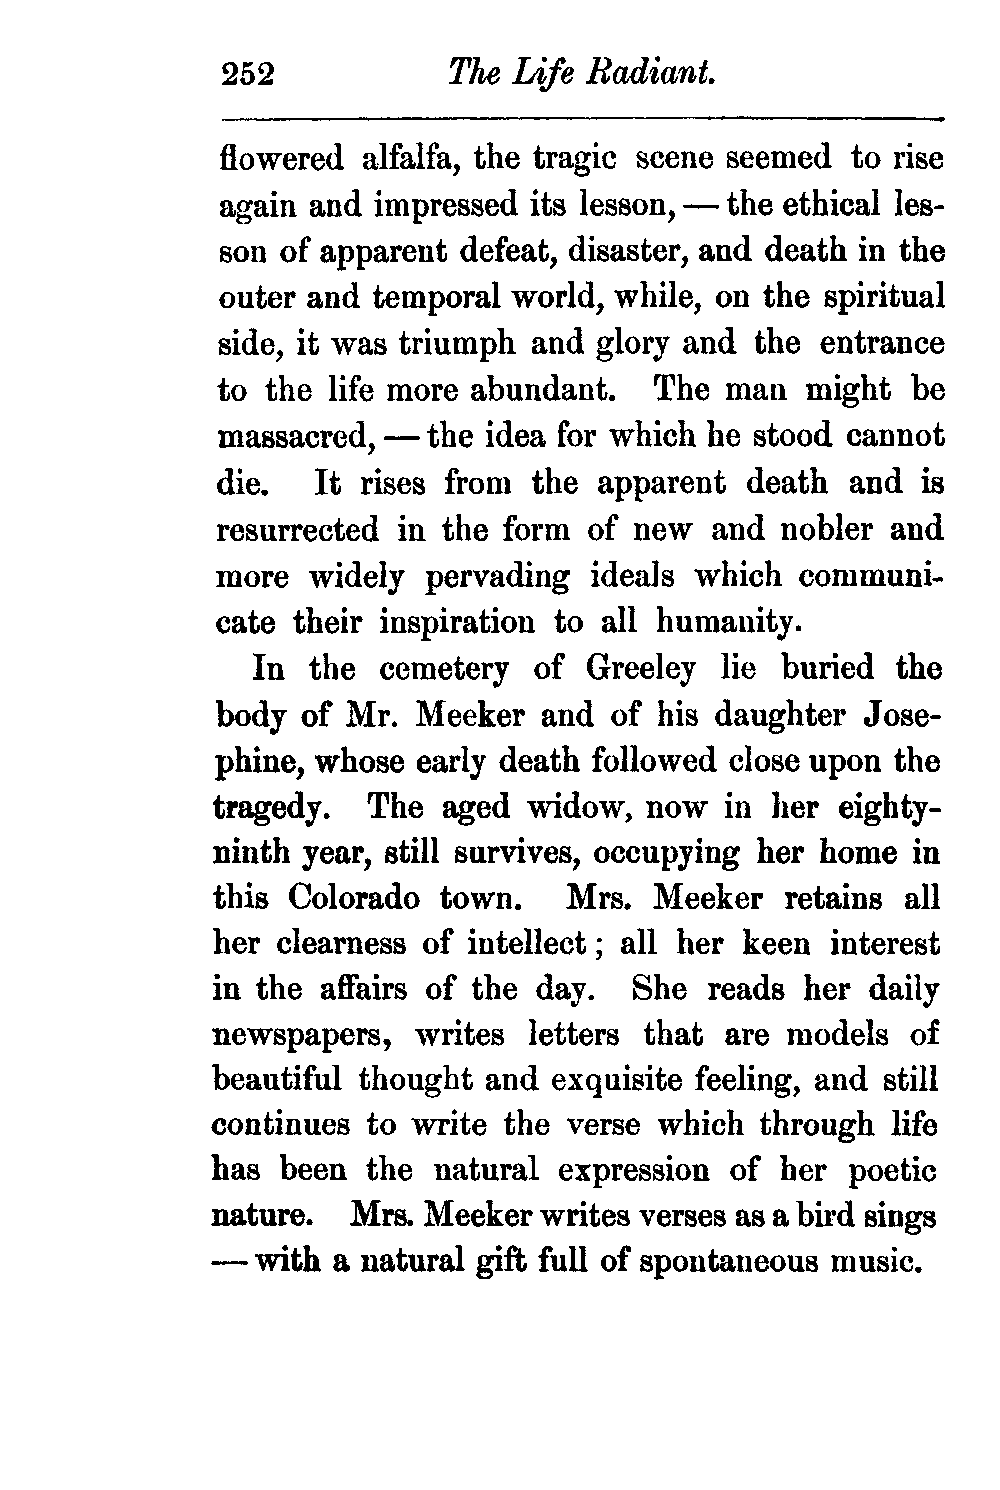 252 The Life Radiant.
flowered alfalfa, the tragic scene seemed to rise
again and impressed its lesson, — the ethical les-
son of apparent defeat, disaster, and death in the
outer and temporal world, while, on the spiritual
side, it was triumph and glory and the entrance
to the life more abundant. The man might be
massacred, — the idea for which he stood cannot
die. It rises from the apparent death and is
resurrected in the form of new and nobler and
more widely pervading ideals which communi-
cate their inspiration to all humanity.
In the cemetery of Greeley lie buried the
body of Mr. Meeker and of his daughter Jose-
phine, whose early death followed close upon the
tragedy. The aged widow, now in her eighty-
ninth year, still survives, occupying her home in
this Colorado town. Mrs. Meeker retains all
her clearness of intellect; all her keen interest
in the affairs of the day. She reads her daily
newspapers, writes letters that are models of
beautiful thought and exquisite feeling, and still
continues to write the verse which through life
has been the natural expression of her poetic
nature. Mrs. Meeker writes verses as a bird sings
— with a natural gift full of spontaneous music.